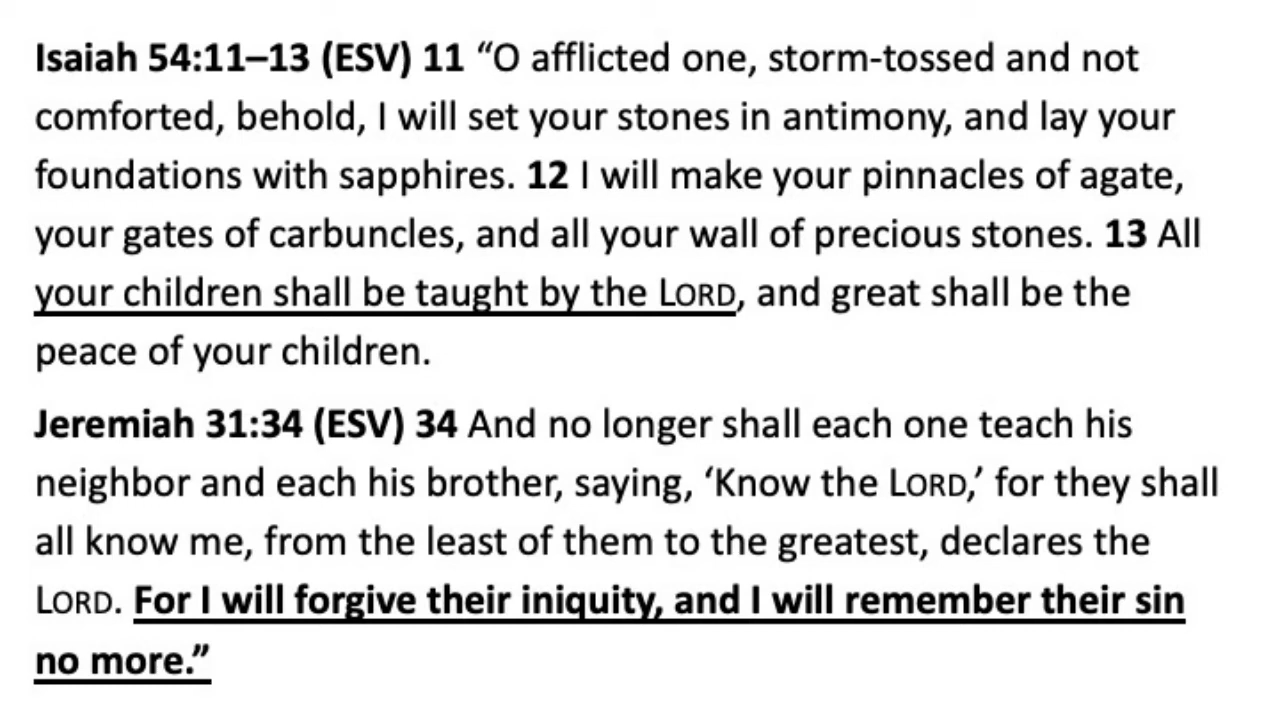 Isaiah 54:11–13 (ESV) 11 “O afflicted one, storm-tossed and not
comforted, behold, I will set your stones in antimony, and lay your
foundations with sapphires. 12 I will make your pinnacles of agate,
your gates of carbuncles, and all your wall of precious stones. 13 All
your children shall be taught by the LORD, and great shall be the
peace of your children.
Jeremiah 31:34 (ESV) 34 And no longer shall each one teach his
neighbor and each his brother, saying, ‘Know the LORD,’ for they shall
all know me, from the least of them to the greatest, declares the
LORD. For I will forgive their iniquity, and I will remember their sin
no more.”